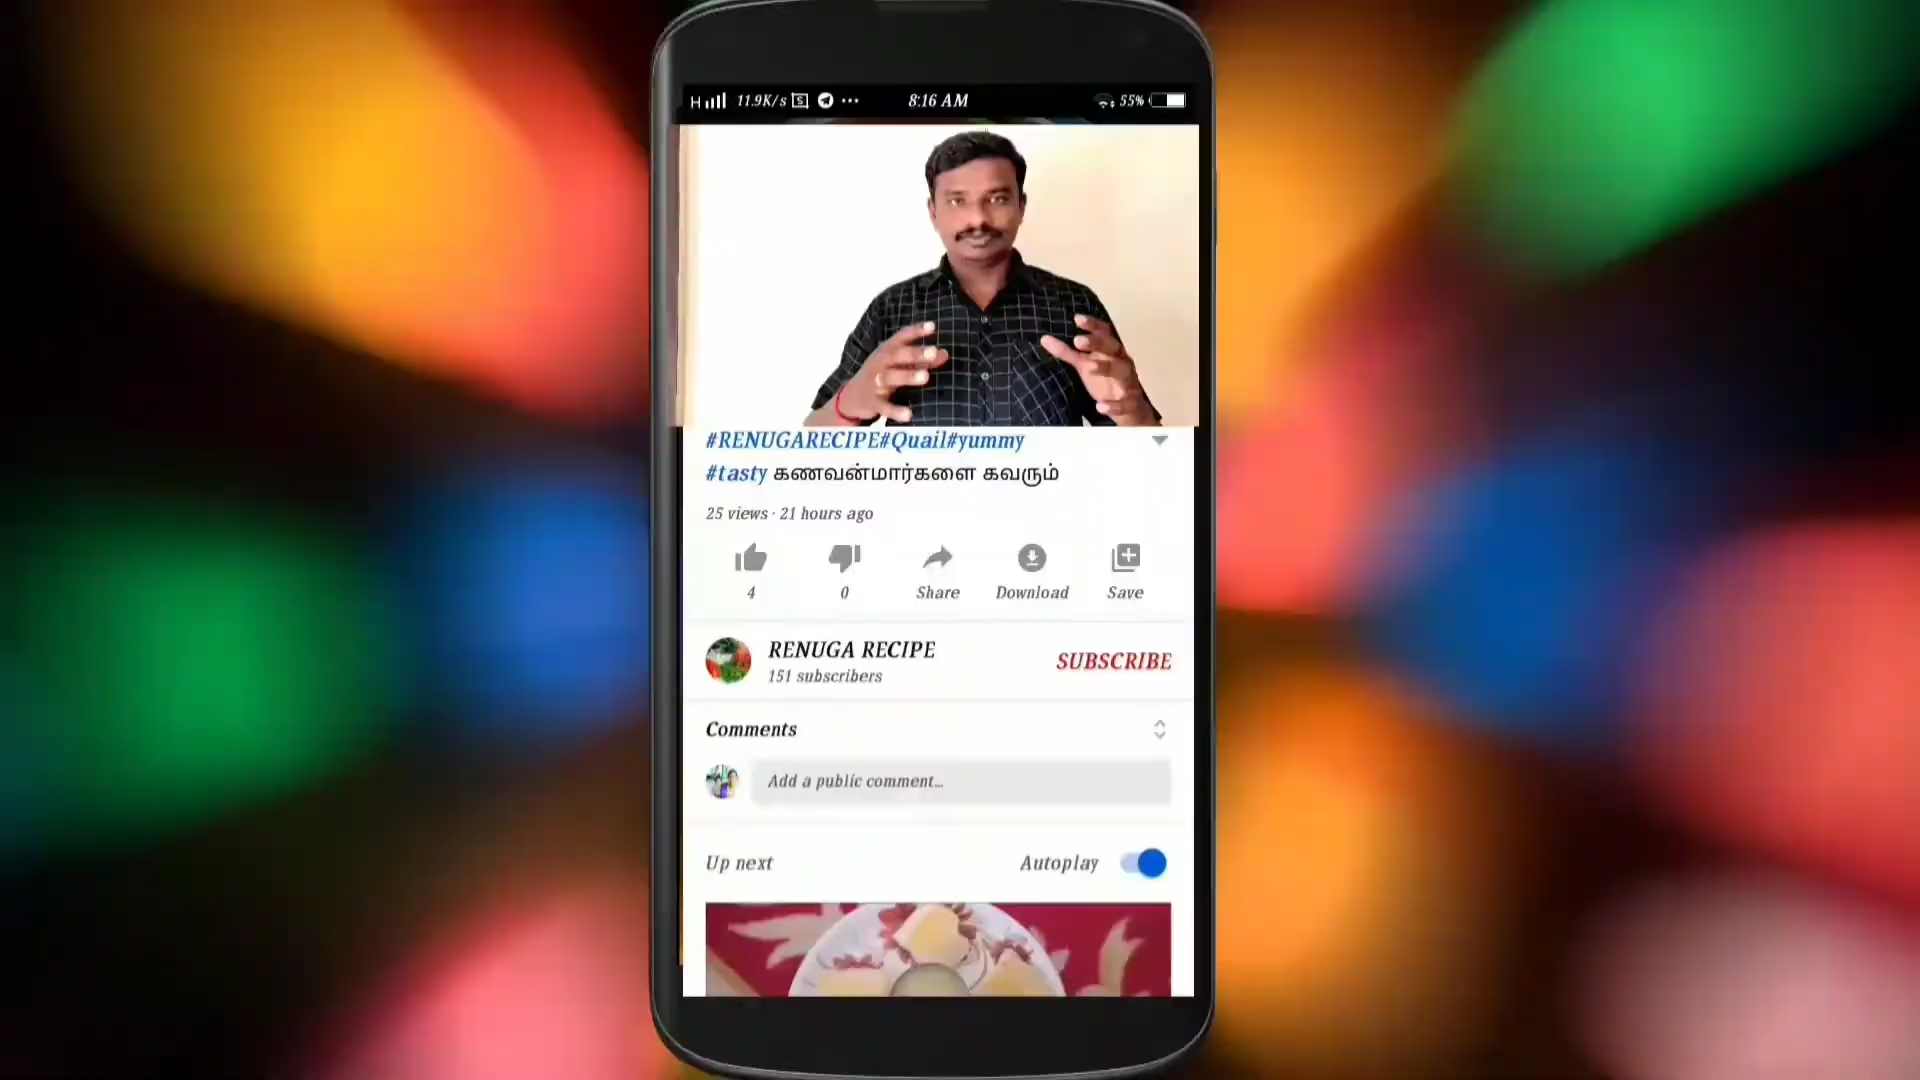 H 11.9K/s S ... 8:16 AM 55%
#RENUGARECIPE#Quail#yummy
#tasty கணவன்மார்களை கவரும்
25 views · 21 hours ago
4 0 Share Download Save
RENUGA RECIPE
151 subscribers
SUBSCRIBE
Comments
Add a public comment...
Up next Autoplay